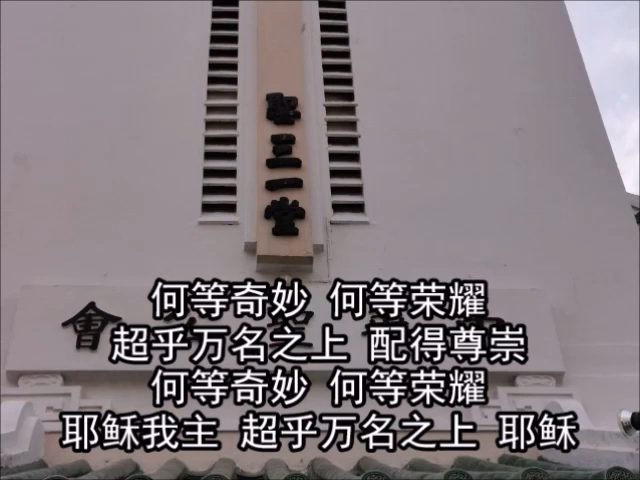 聖三一堂
會
何等奇妙 何等荣耀
超乎万名之上 配得尊崇
何等奇妙 何等荣耀
耶稣我主 超乎万名之上 耶稣